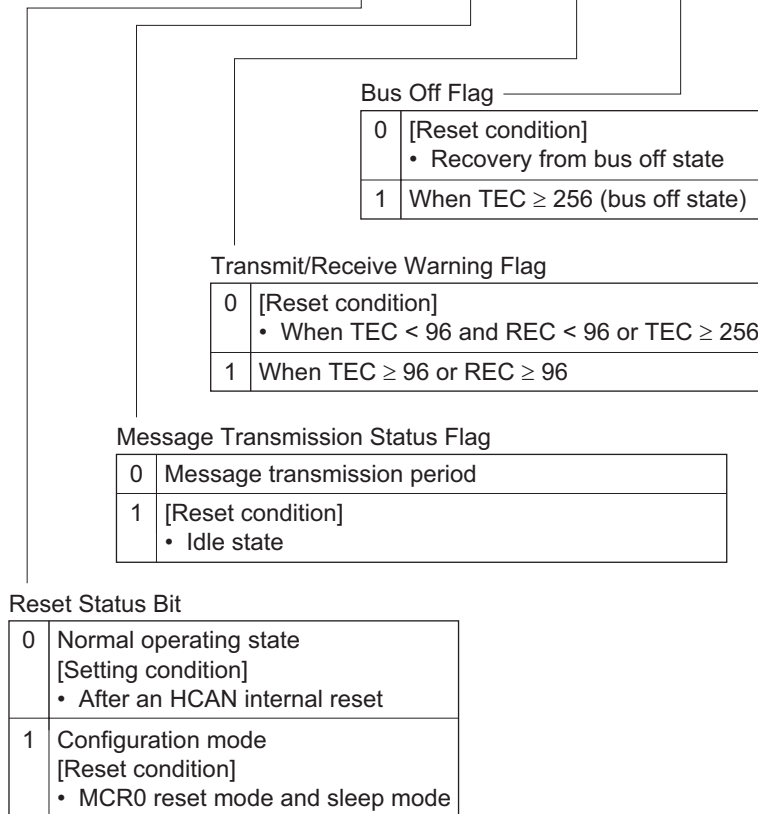 Bus Off Flag
0 [Reset condition]
• Recovery from bus off state
1 When TEC ≥ 256 (bus off state)
Transmit/Receive Warning Flag
0 [Reset condition]
• When TEC < 96 and REC < 96 or TEC ≥ 256
1 When TEC ≥ 96 or REC ≥ 96
Message Transmission Status Flag
0 Message transmission period
1 [Reset condition]
• Idle state
Reset Status Bit
0 Normal operating state
[Setting condition]
• After an HCAN internal reset
1 Configuration mode
[Reset condition]
• MCR0 reset mode and sleep mode